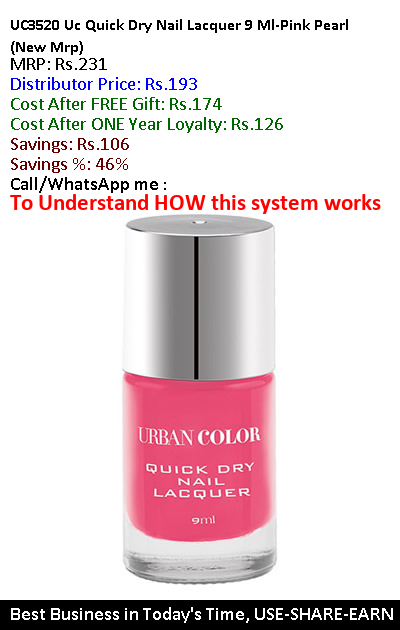 UC3520 Uc Quick Dry Nail Lacquer 9 Ml-Pink Pearl
(New Mrp)
MRP: Rs.231
Distributor Price: Rs.193
Cost After FREE Gift: Rs.174
Cost After ONE Year Loyalty: Rs.126
Savings: Rs.106
Savings %: 46%
Call/WhatsApp me :
To Understand HOW this system works
URBAN COLOR
QUICK DRY
NAIL
LACQUER
9ml
Best Business in Today's Time, USE-SHARE-EARN